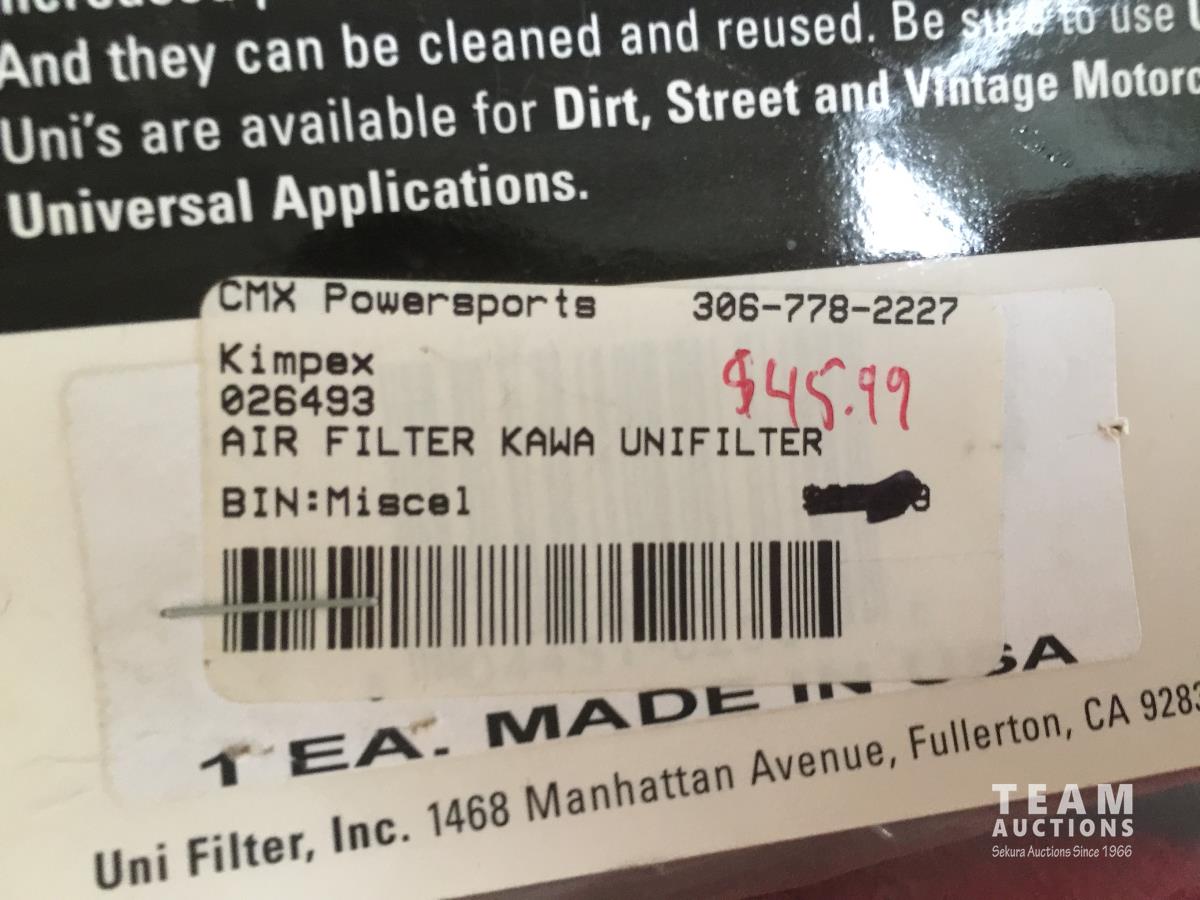 And they can be cleaned and reused. Be sure to use
Uni's are available for Dirt, Street and Vintage
Universal Applications.
CMX Powersports 306-778-2227
Kimpex
026493
$45.99
AIR FILTER KAWA UNIFILTER
BIN:Miscel
1 EA. MADE IN USA
Uni Filter, Inc. 1468 Manhattan Avenue, Fullerton, CA
TEAM
AUCTIONS
Sekura Auctions Since 1966